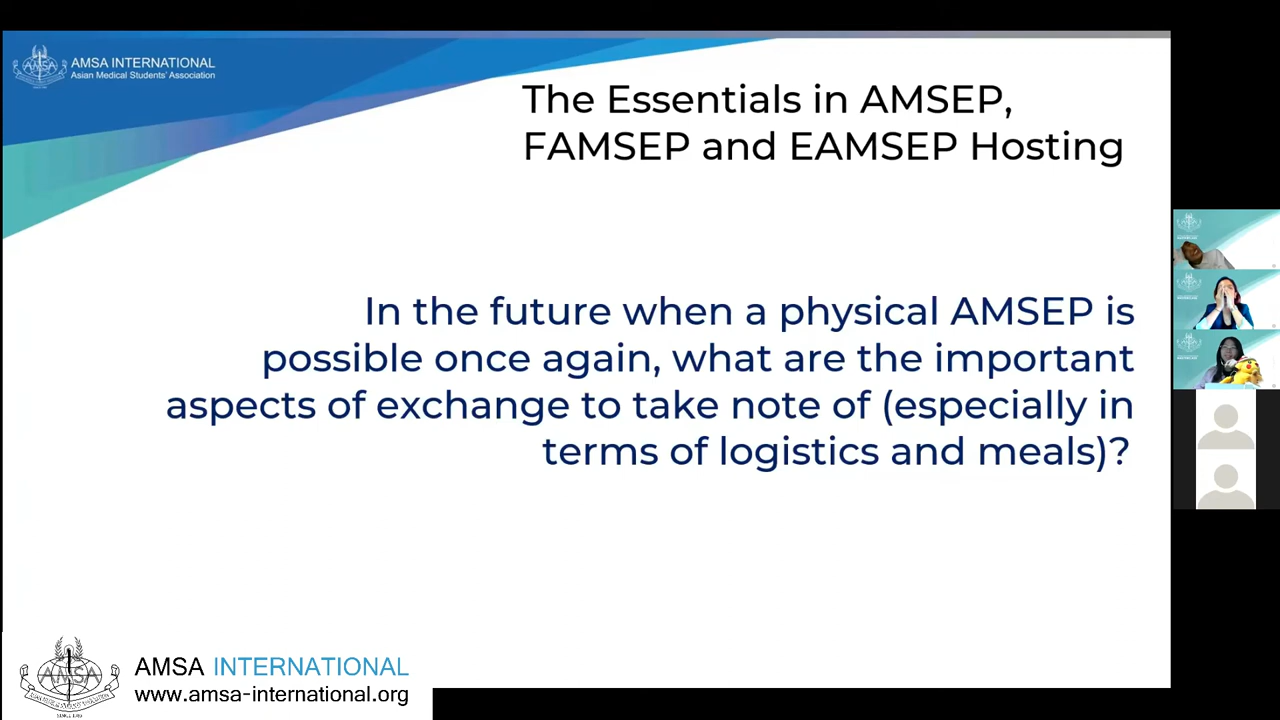 AMSA INTERNATIONAL
Asian Medical Students' Association
The Essentials in AMSEP,
FAMSEP and EAMSEP Hosting
In the future when a physical AMSEP is
possible once again, what are the important
aspects of exchange to take note of (especially in
terms of logistics and meals)?
AMSA
AMSA INTERNATIONAL
www.amsa-international.org